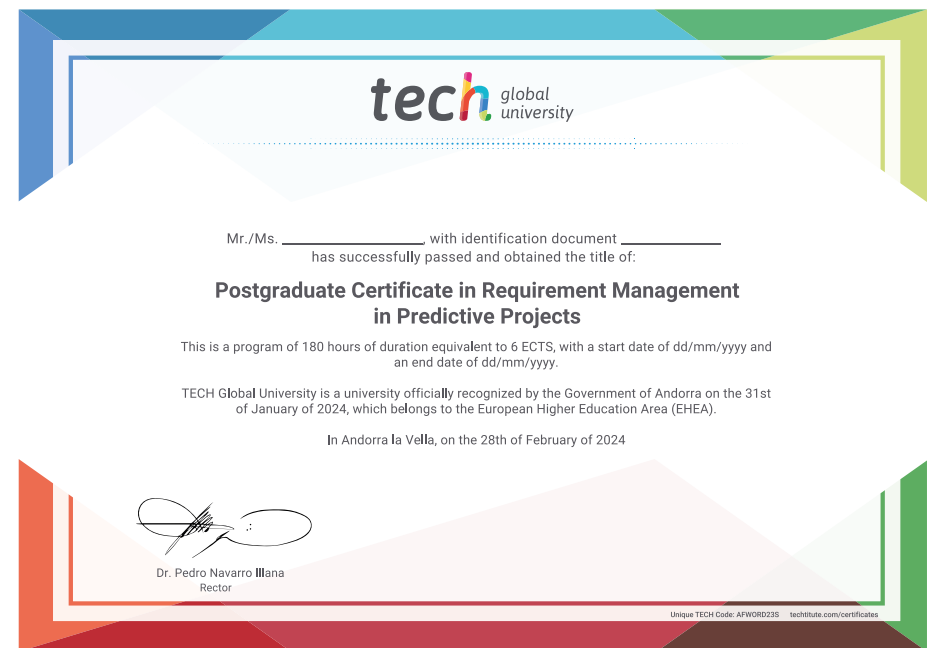 tech global
university
Mr./Ms. ____________________, with identification document ______________
has successfully passed and obtained the title of:
Postgraduate Certificate in Requirement Management
in Predictive Projects
This is a program of 180 hours of duration equivalent to 6 ECTS, with a start date of dd/mm/yyyy and
an end date of dd/mm/yyyy.
TECH Global University is a university officially recognized by the Government of Andorra on the 31st
of January of 2024, which belongs to the European Higher Education Area (EHEA).
In Andorra la Vella, on the 28th of February of 2024
Dr. Pedro Navarro Illana
Rector
Unique TECH Code: AFWORD23S techtitute.com/certificates